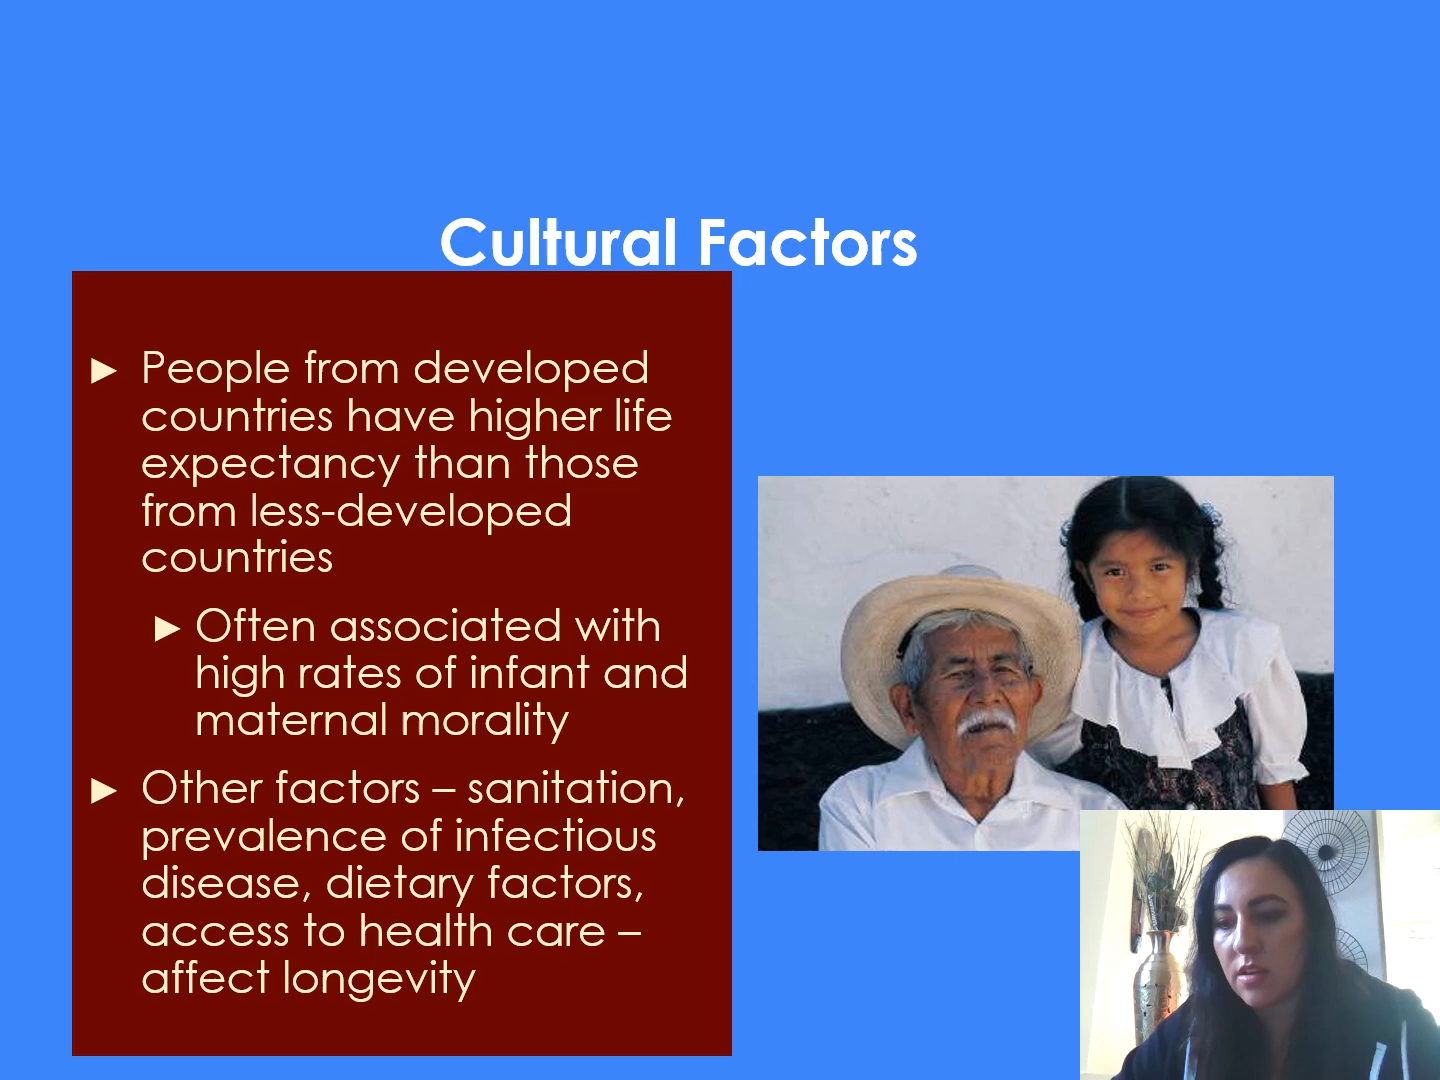 Cultural Factors
► People from developed
countries have higher life
expectancy than those
from less-developed
countries
► Often associated with
high rates of infant and
maternal morality
► Other factors – sanitation,
prevalence of infectious
disease, dietary factors,
access to health care –
affect longevity